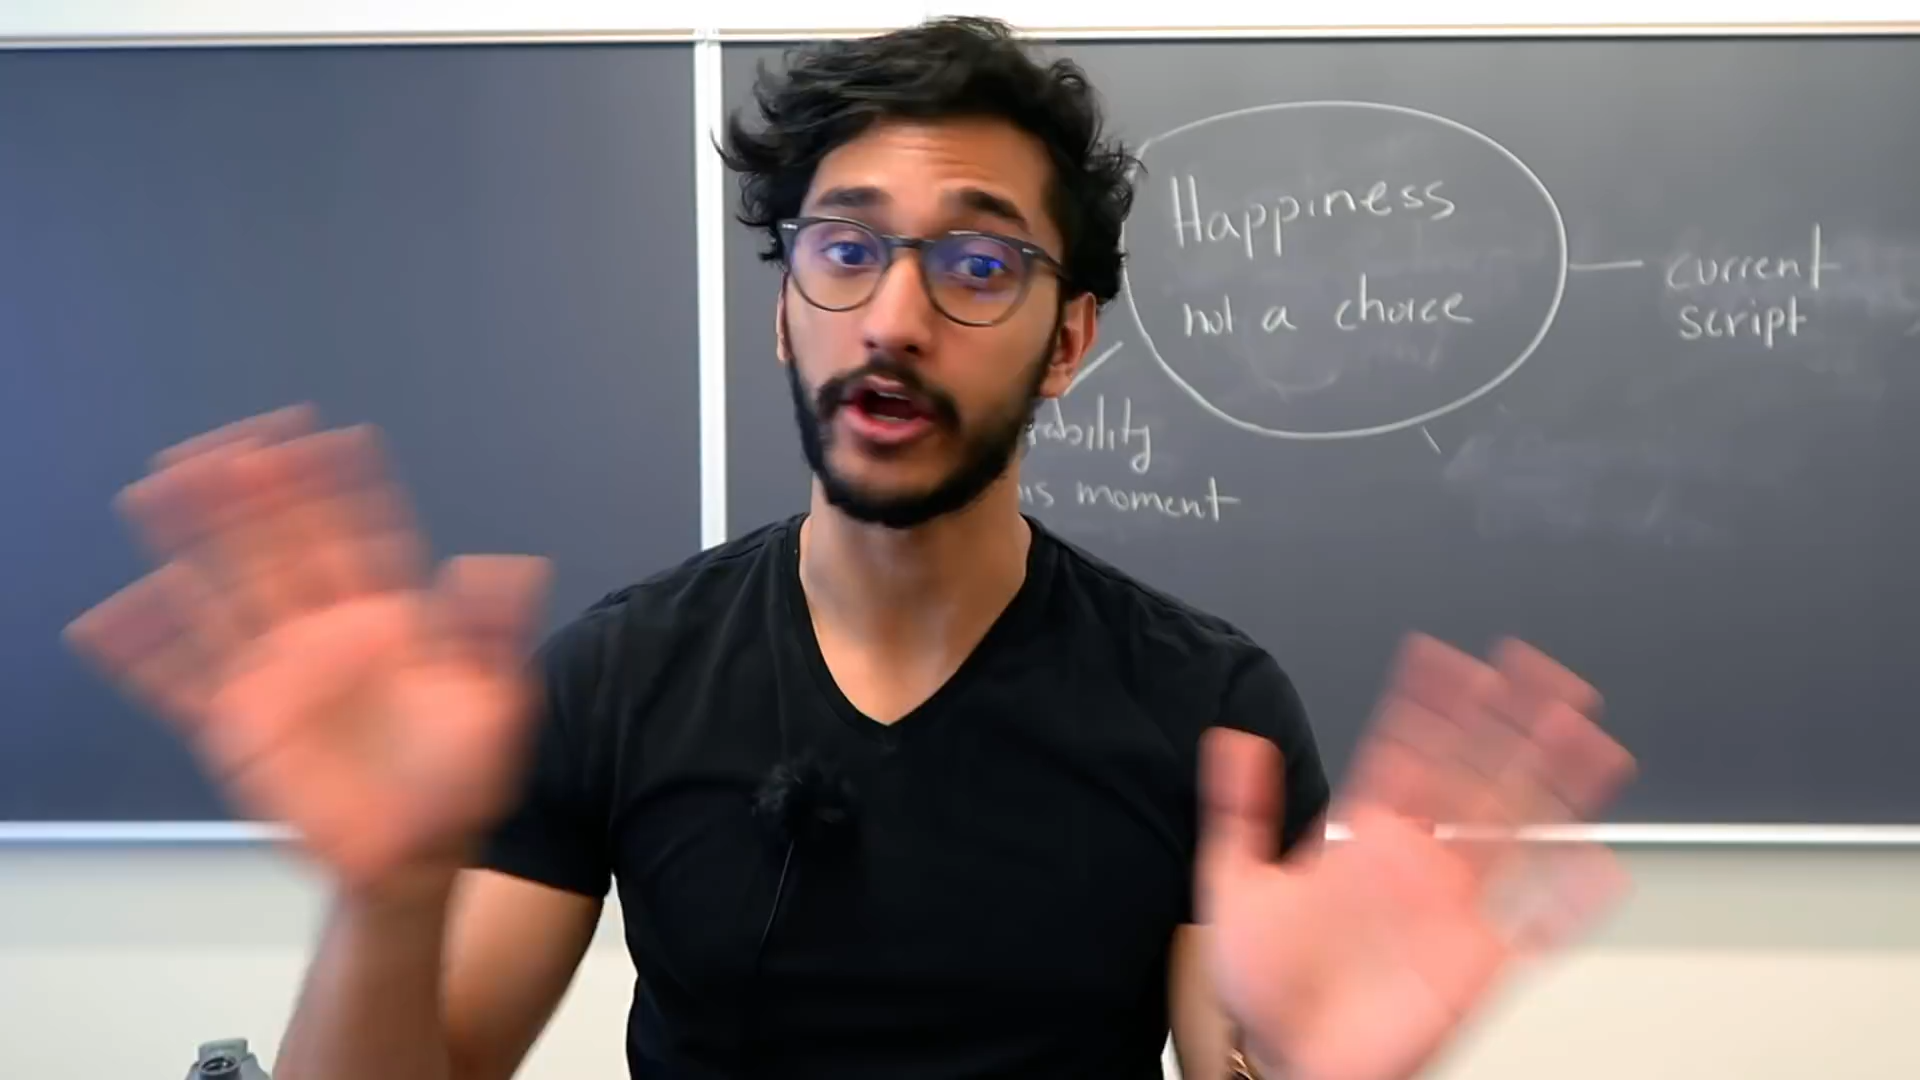 Happiness
not a choice
current
script
moment